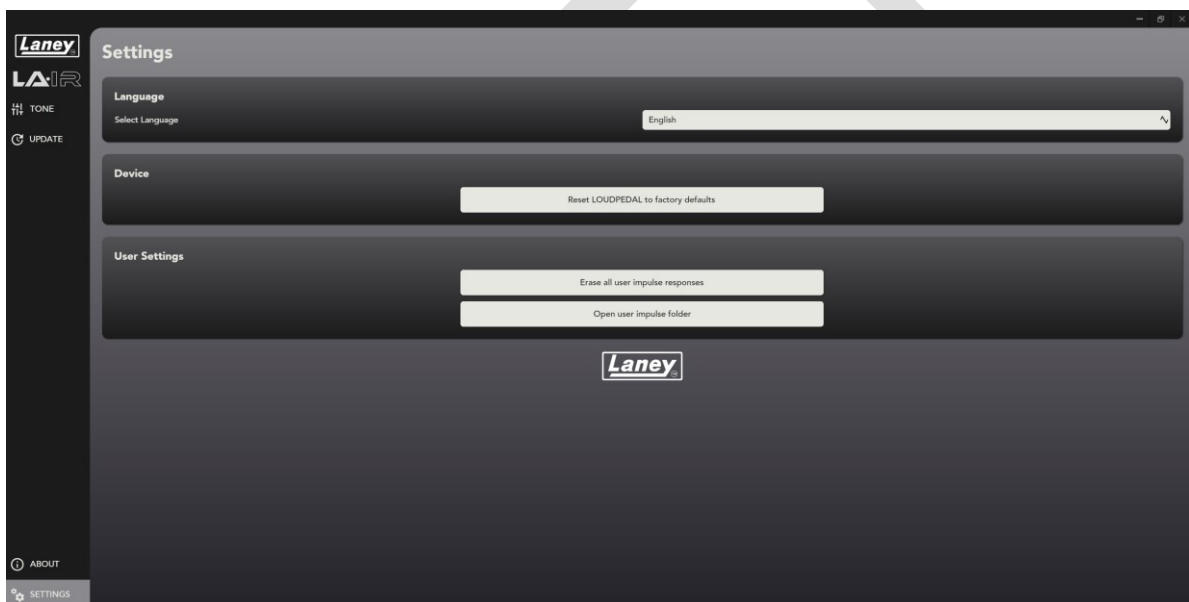 Laney
LA·IR
TONE
UPDATE
ABOUT
SETTINGS
Settings
Language
Select Language
English
Device
Reset LOUDPEDAL to factory defaults
User Settings
Erase all user impulse responses
Open user impulse folder
Laney